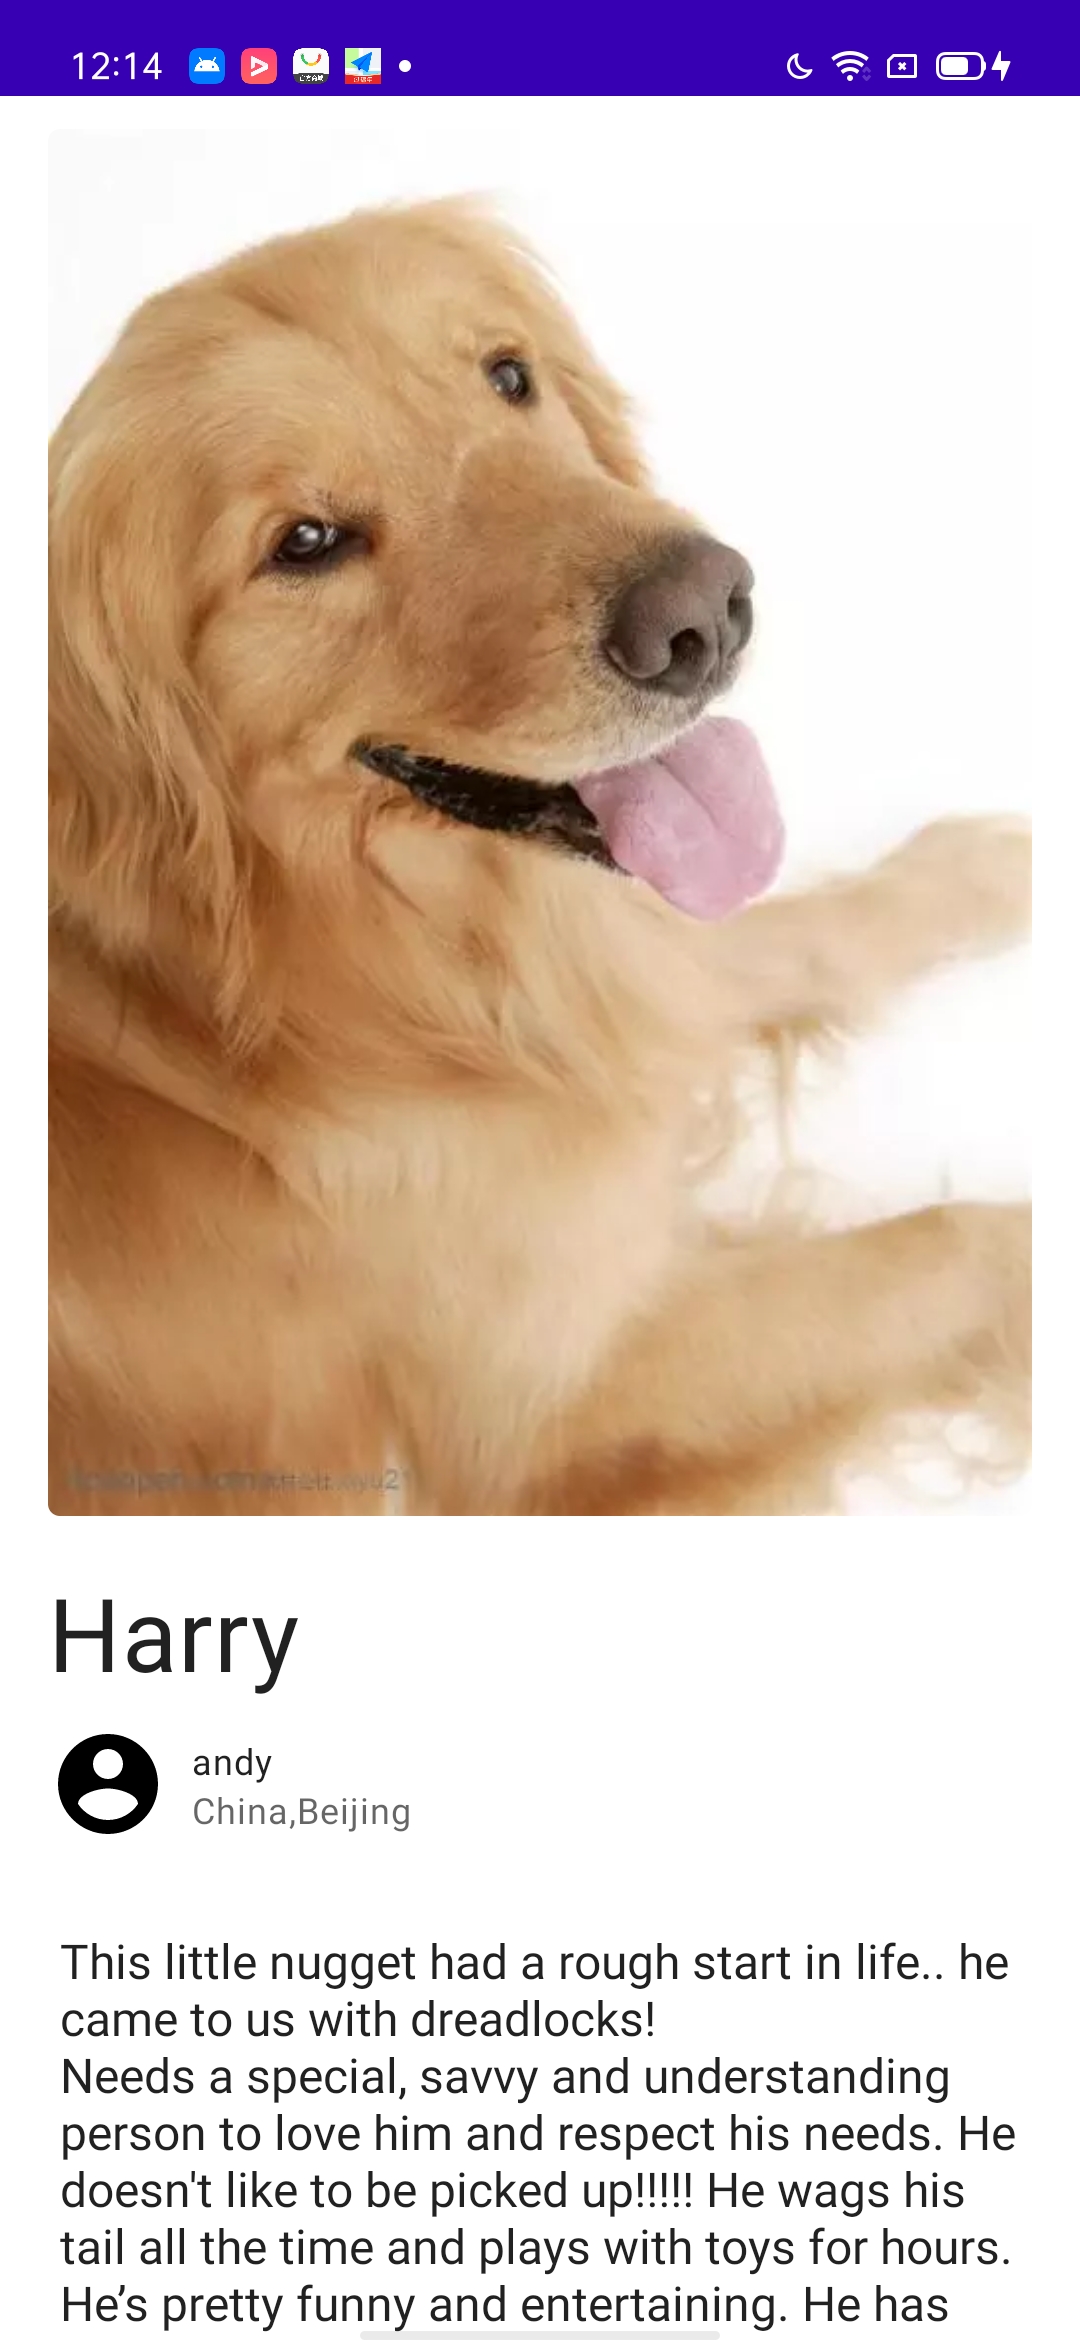 12:14
Harry
andy
China,Beijing
This little nugget had a rough start in life.. he
came to us with dreadlocks!
Needs a special, savvy and understanding
person to love him and respect his needs. He
doesn't like to be picked up!!!!! He wags his
tail all the time and plays with toys for hours.
He’s pretty funny and entertaining. He has